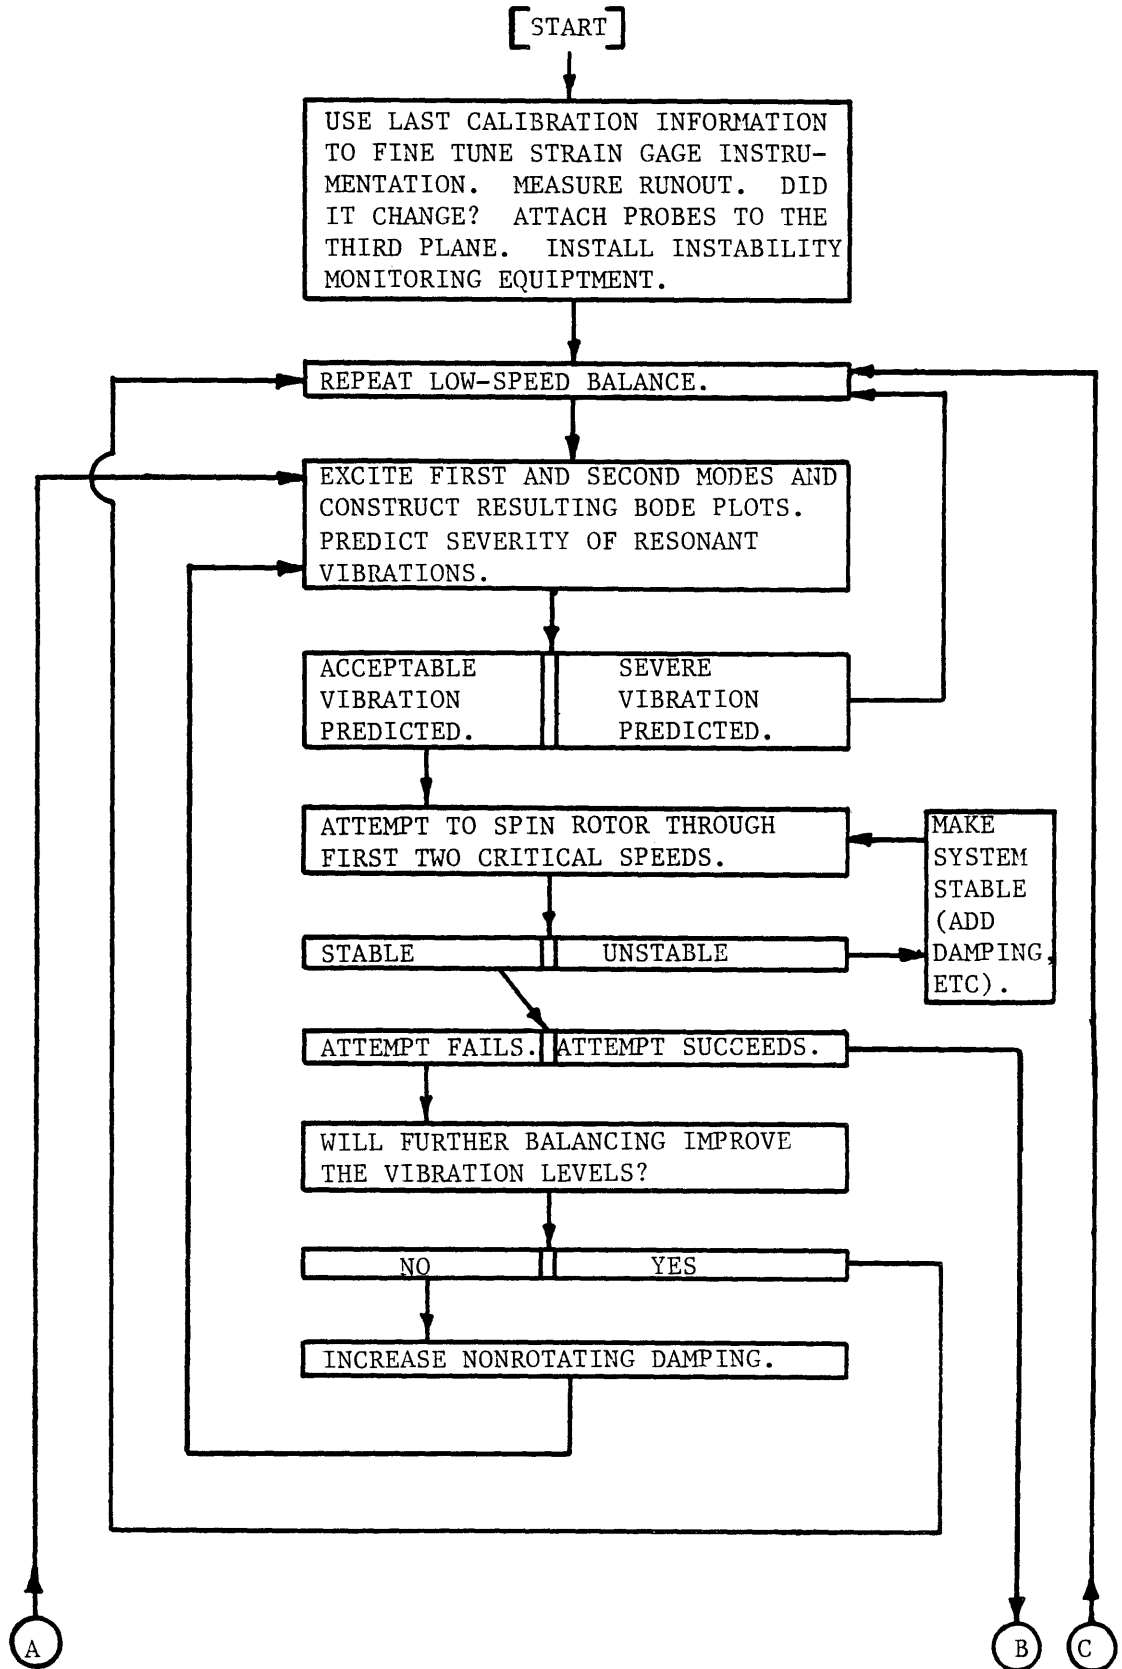 [START]
USE LAST CALIBRATION INFORMATION
TO FINE TUNE STRAIN GAGE INSTRU-
MENTATION. MEASURE RUNOUT. DID
IT CHANGE? ATTACH PROBES TO THE
THIRD PLANE. INSTALL INSTABILITY
MONITORING EQUIPTMENT.
REPEAT LOW-SPEED BALANCE.
EXCITE FIRST AND SECOND MODES AND
CONSTRUCT RESULTING BODE PLOTS.
PREDICT SEVERITY OF RESONANT
VIBRATIONS.
ACCEPTABLE
VIBRATION
PREDICTED.
SEVERE
VIBRATION
PREDICTED.
ATTEMPT TO SPIN ROTOR THROUGH
FIRST TWO CRITICAL SPEEDS.
MAKE
SYSTEM
STABLE
(ADD
DAMPING,
ETC).
STABLE
UNSTABLE
ATTEMPT FAILS.
ATTEMPT SUCCEEDS.
WILL FURTHER BALANCING IMPROVE
THE VIBRATION LEVELS?
NO
YES
INCREASE NONROTATING DAMPING.
A
B
C